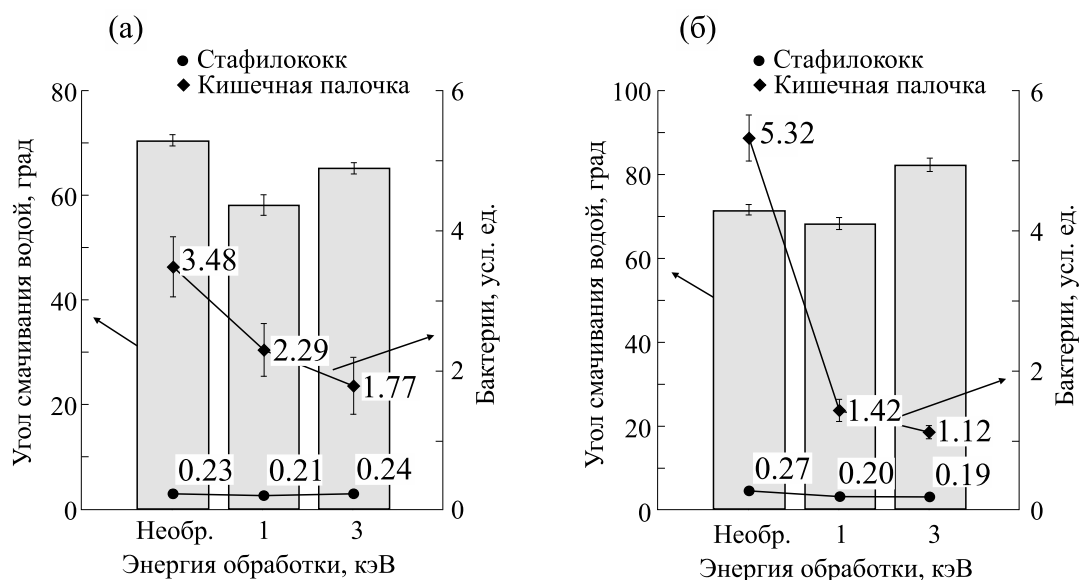 (а)
Стафилококк
Кишечная палочка
80
60
40
20
0
Угол смачивания водой, град
6
4
2
0
Бактерии, усл. ед.
3.48
2.29
1.77
0.23
0.21
0.24
Необр.
1
3
Энергия обработки, кэВ
(б)
Стафилококк
Кишечная палочка
100
80
60
40
20
0
Угол смачивания водой, град
6
4
2
0
Бактерии, усл. ед.
5.32
1.42
1.12
0.27
0.20
0.19
Необр.
1
3
Энергия обработки, кэВ